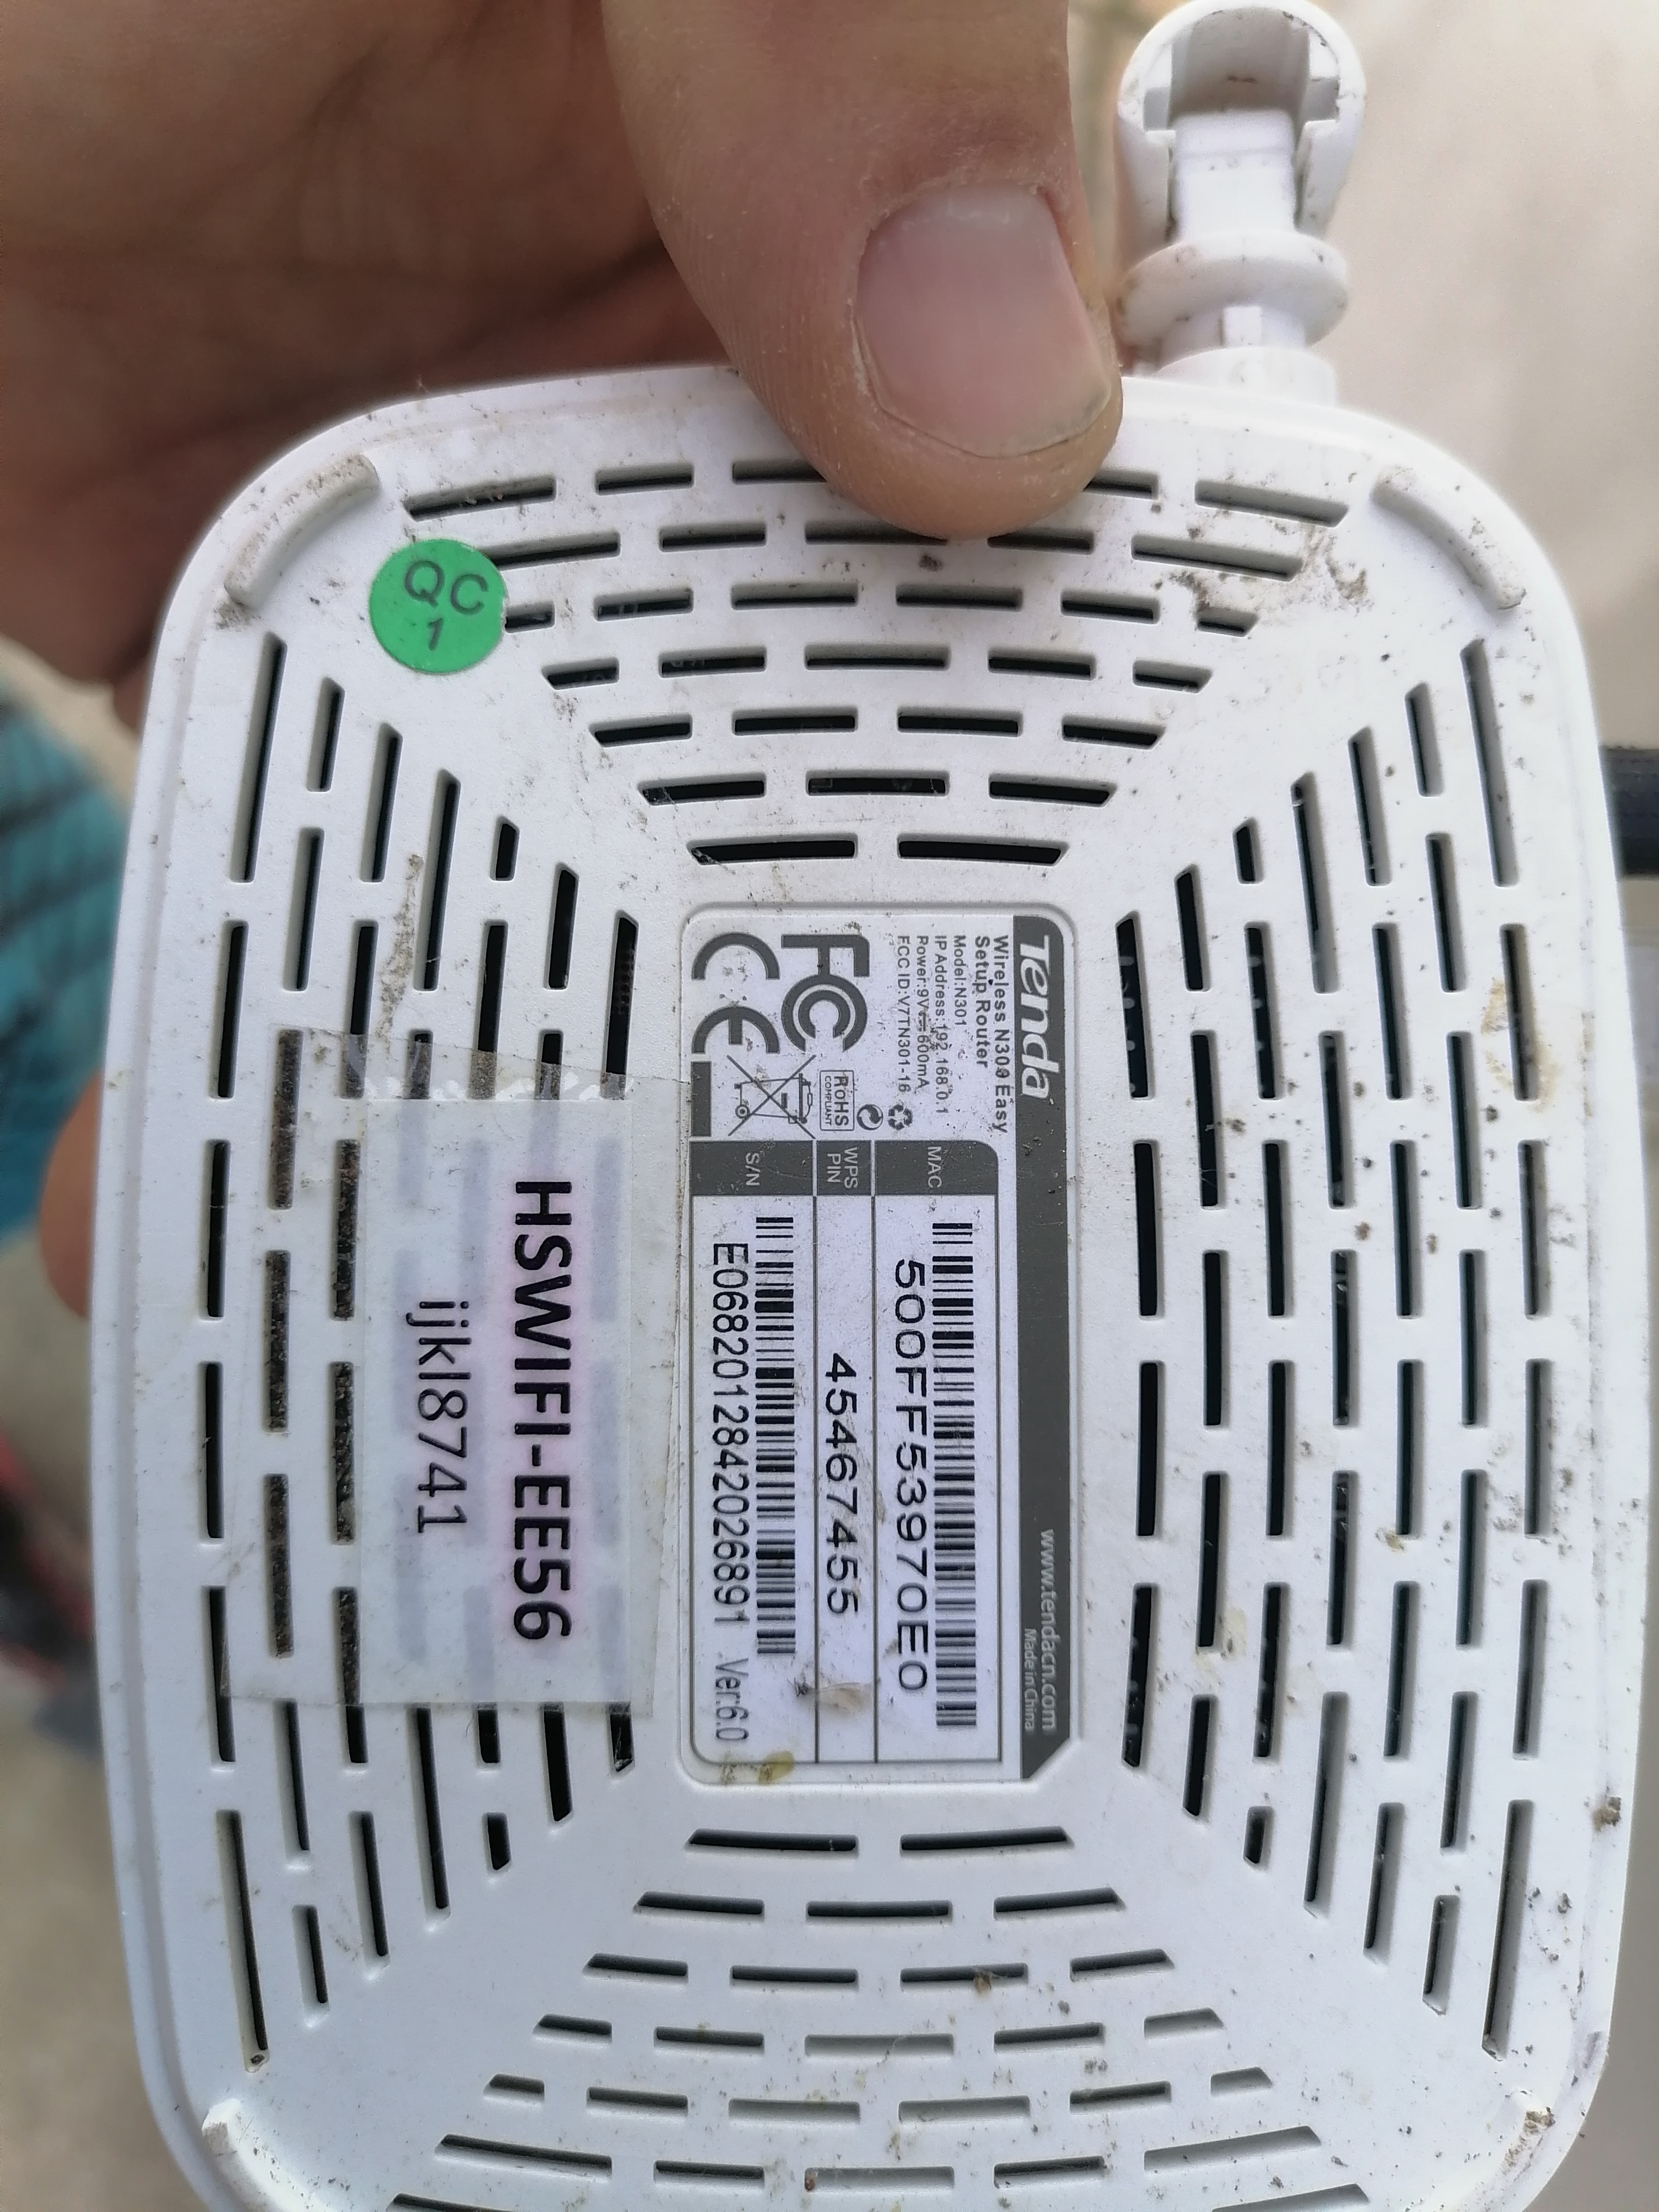 QC
1
Tenda
www.tendacn.com
Made in China
Wireless N300 Easy
Setup Router
Model:N301
IP Address:192.168.0.1
Power:9V⎓600mA
FCC ID:V7TN301-16
FC
CE
RoHS
COMPLIANT
MAC
500FF53970E0
WPS
PIN
45467455
S/N
E0682012842026891 Ver:6.0
HSWIFI-EE56
ijkl8741